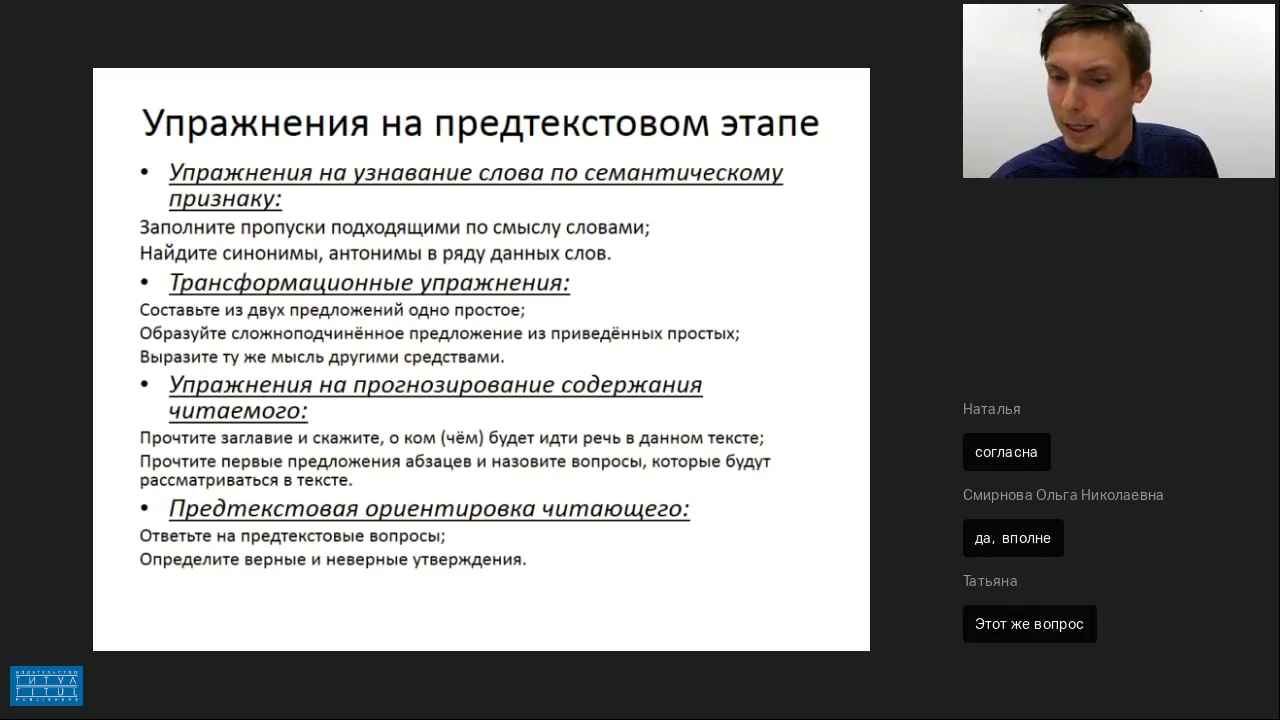 Упражнения на предтекстовом этапе
• Упражнения на узнавание слова по семантическому
признаку:
Заполните пропуски подходящими по смыслу словами;
Найдите синонимы, антонимы в ряду данных слов.
• Трансформационные упражнения:
Составьте из двух предложений одно простое;
Образуйте сложноподчинённое предложение из приведённых простых;
Выразите ту же мысль другими средствами.
• Упражнения на прогнозирование содержания
читаемого:
Прочтите заглавие и скажите, о ком (чём) будет идти речь в данном тексте;
Прочтите первые предложения абзацев и назовите вопросы, которые будут
рассматриваться в тексте.
• Предтекстовая ориентировка читающего:
Ответьте на предтекстовые вопросы;
Определите верные и неверные утверждения.
Наталья
согласна
Смирнова Ольга Николаевна
да, вполне
Татьяна
Этот же вопрос
ИЗДАТЕЛЬСТВО
ТИТУЛ
TITUL
PUBLISHERS